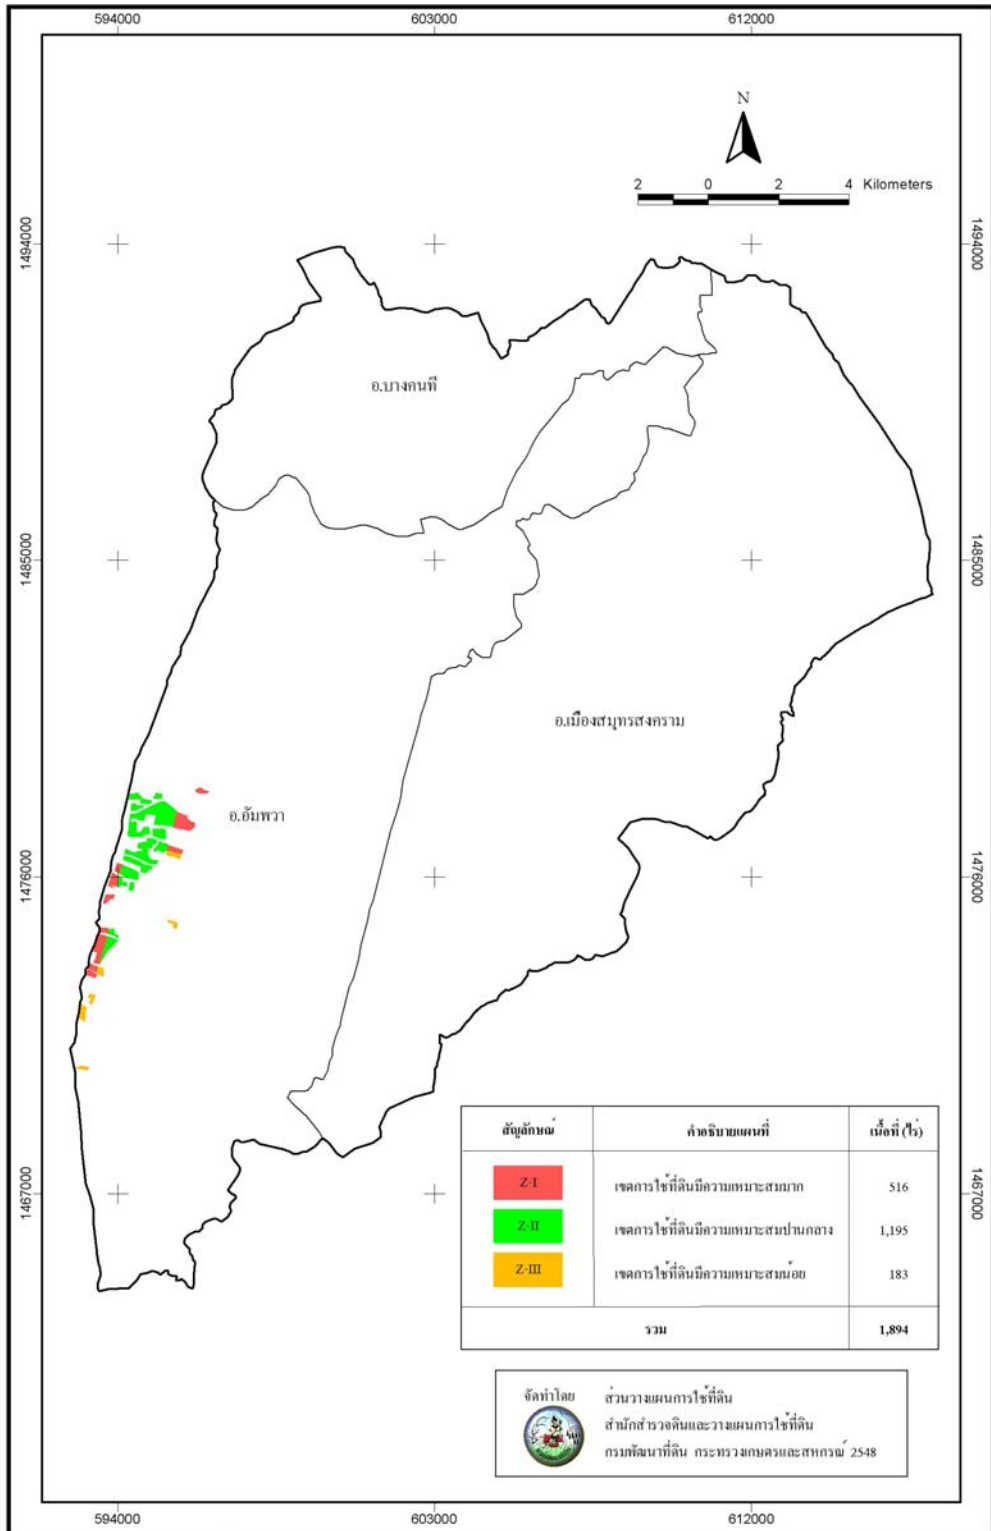 594000 603000 612000
N
2 0 2 4 Kilometers
1494000 1494000
อ.บางคนที
1485000 1485000
อ.เมืองสมุทรสงคราม
อ.อัมพวา
1476000 1476000
สัญลักษณ์ คำอธิบายแผนที่ เนื้อที่ (ไร่)
Z-I เขตการใช้ที่ดินมีความเหมาะสมมาก 516
1467000 1467000
Z-II เขตการใช้ที่ดินมีความเหมาะสมปานกลาง 1,195
Z-III เขตการใช้ที่ดินมีความเหมาะสมน้อย 183
รวม 1,894
จัดทำโดย ส่วนวางแผนการใช้ที่ดิน
สำนักสำรวจดินและวางแผนการใช้ที่ดิน
กรมพัฒนาที่ดิน กระทรวงเกษตรและสหกรณ์ 2548
594000 603000 612000